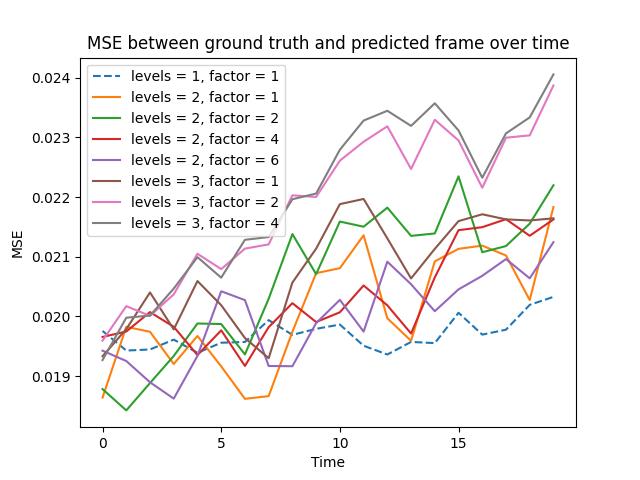 MSE between ground truth and predicted frame over time
levels = 1, factor = 1
levels = 2, factor = 1
levels = 2, factor = 2
levels = 2, factor = 4
levels = 2, factor = 6
levels = 3, factor = 1
levels = 3, factor = 2
levels = 3, factor = 4
MSE
0.024
0.023
0.022
0.021
0.020
0.019
0 5 10 15
Time